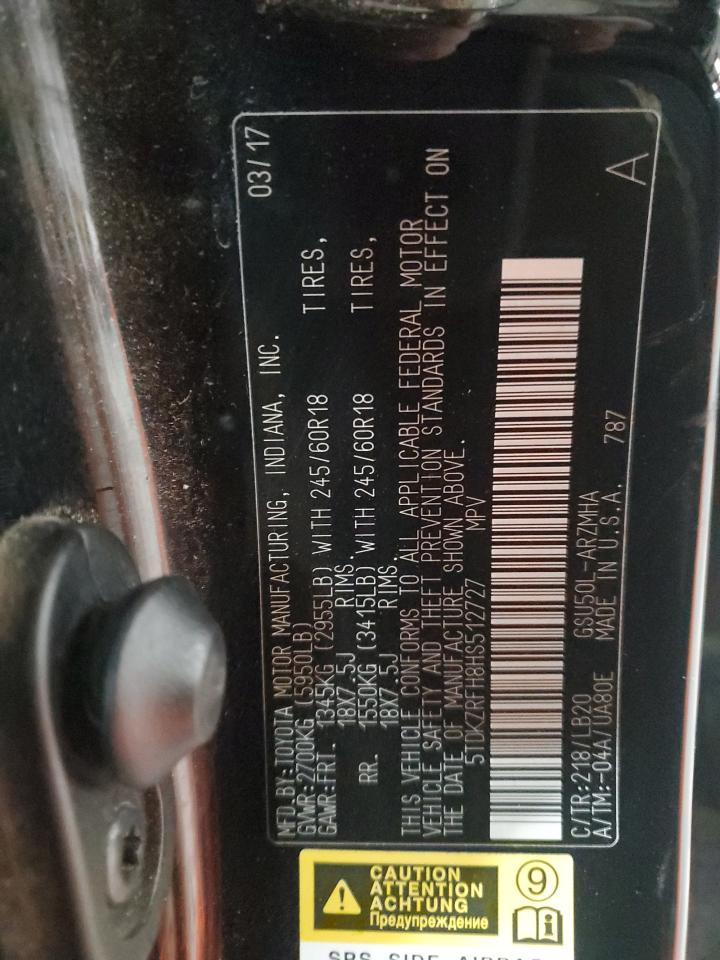 MFD.BY:TOYOTA MOTOR MANUFACTURING, INDIANA, INC. 03/17
GVWR:2700KG (5950LB)
GAWR:FRT. 1345KG (2955LB) WITH 245/60R18 TIRES,
18X7.5J RIMS.
RR. 1550KG (3415LB) WITH 245/60R18 TIRES,
18X7.5J RIMS.
THIS VEHICLE CONFORMS TO ALL APPLICABLE FEDERAL MOTOR
VEHICLE SAFETY AND THEFT PREVENTION STANDARDS IN EFFECT ON
THE DATE OF MANUFACTURE SHOWN ABOVE.
5TDKZRFH8HS512727 MPV
C/TR:218/LB20 GSU50L-ARZMHA
A/TM:-04A/UA80E MADE IN U.S.A. 787
A
CAUTION
ATTENTION
ACHTUNG
Предупреждение
9
SRS SIDE AIRBAG